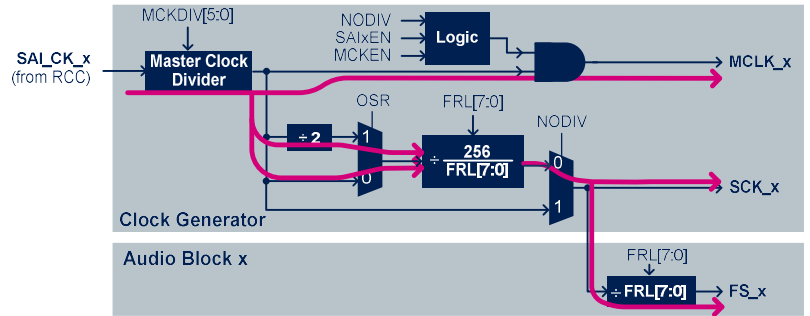 MCKDIV[5:0]
NODIV
SAIxEN
MCKEN
Logic
SAI_CK_x
(from RCC)
Master Clock
Divider
MCLK_x
OSR
FRL[7:0]
NODIV
÷ 2
1
0
÷ 256
FRL[7:0]
0
1
SCK_x
Clock Generator
Audio Block x
FRL[7:0]
÷ FRL[7:0]
FS_x